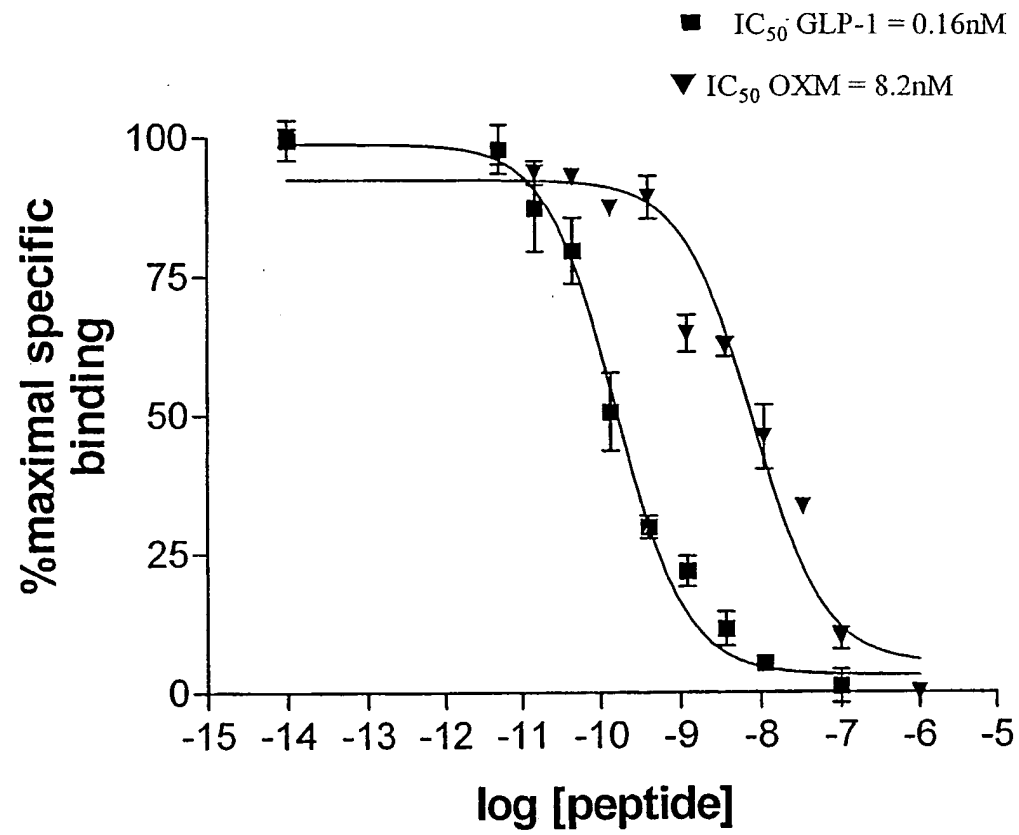 IC50 GLP-1 = 0.16nM
IC50 OXM = 8.2nM
%maximal specific
binding
100
75
50
25
0
-15 -14 -13 -12 -11 -10 -9 -8 -7 -6 -5
log [peptide]